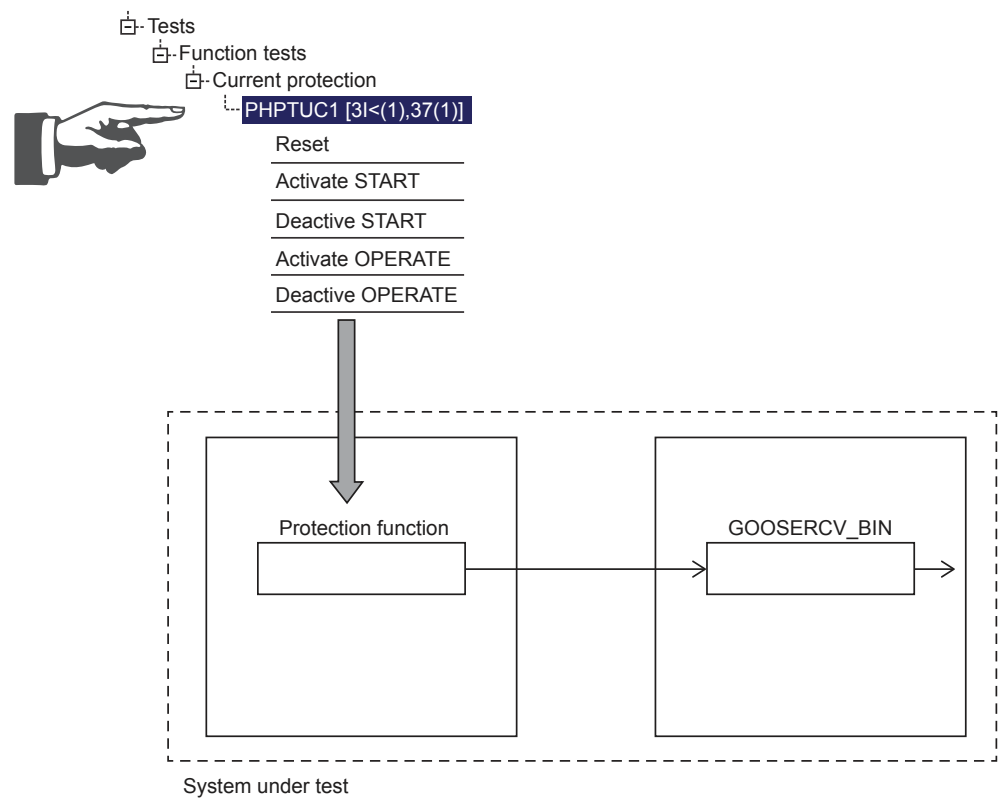 Tests
Function tests
Current protection
PHPTUC1 [3I<(1),37(1)]
Reset
Activate START
Deactive START
Activate OPERATE
Deactive OPERATE
Protection function
GOOSERCV_BIN
System under test